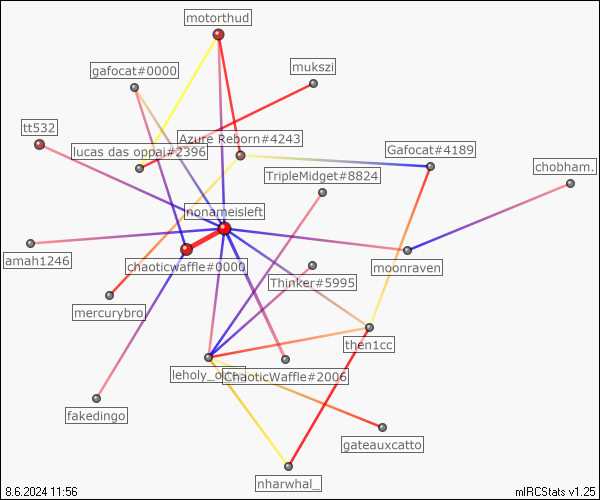 motorthud
gafocat#0000
mukszi
tt532
Azure Reborn#4243
lucas das oppai#2396
Gafocat#4189
TripleMidget#8824
chobham.
nonameisleft
amah1246
chaoticwaffle#0000
moonraven
Thinker#5995
mercurybro
then1cc
ChaoticWaffle#2006
fakedingo
gateauxcatto
nharwhal_
8.6.2024 11:56
mIRCStats v1.25